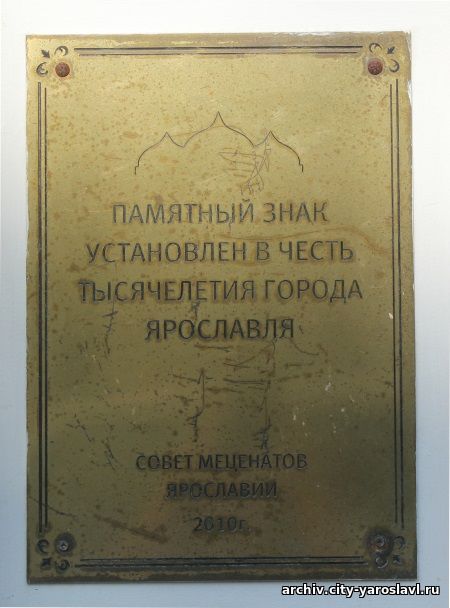 ПАМЯТНЫЙ ЗНАК
УСТАНОВЛЕН В ЧЕСТЬ
ТЫСЯЧЕЛЕТИЯ ГОРОДА
ЯРОСЛАВЛЯ
СОВЕТ МЕЦЕНАТОВ
ЯРОСЛАВИИ
2010г.
archiv.city-yaroslavl.ru